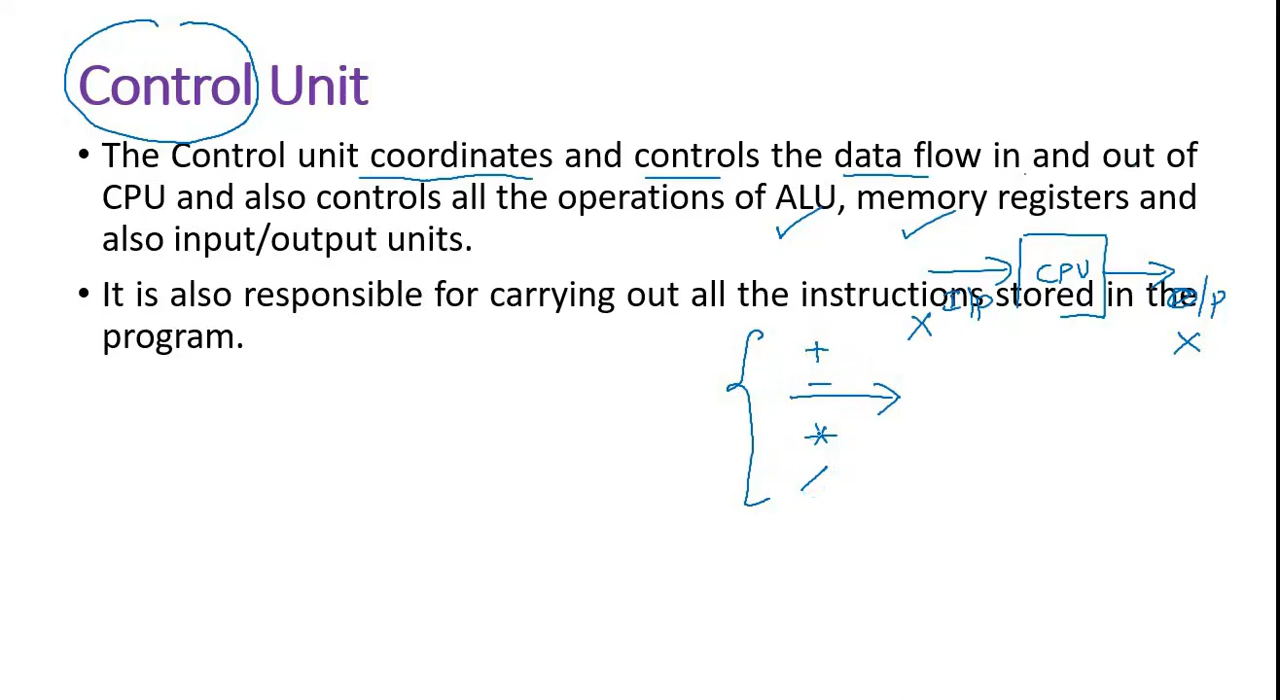 Control Unit
• The Control unit coordinates and controls the data flow in and out of
CPU and also controls all the operations of ALU, memory registers and
also input/output units.
CPU
• It is also responsible for carrying out all the instructions stored in the
I/p O/p
program.
X X
+
−
*
/